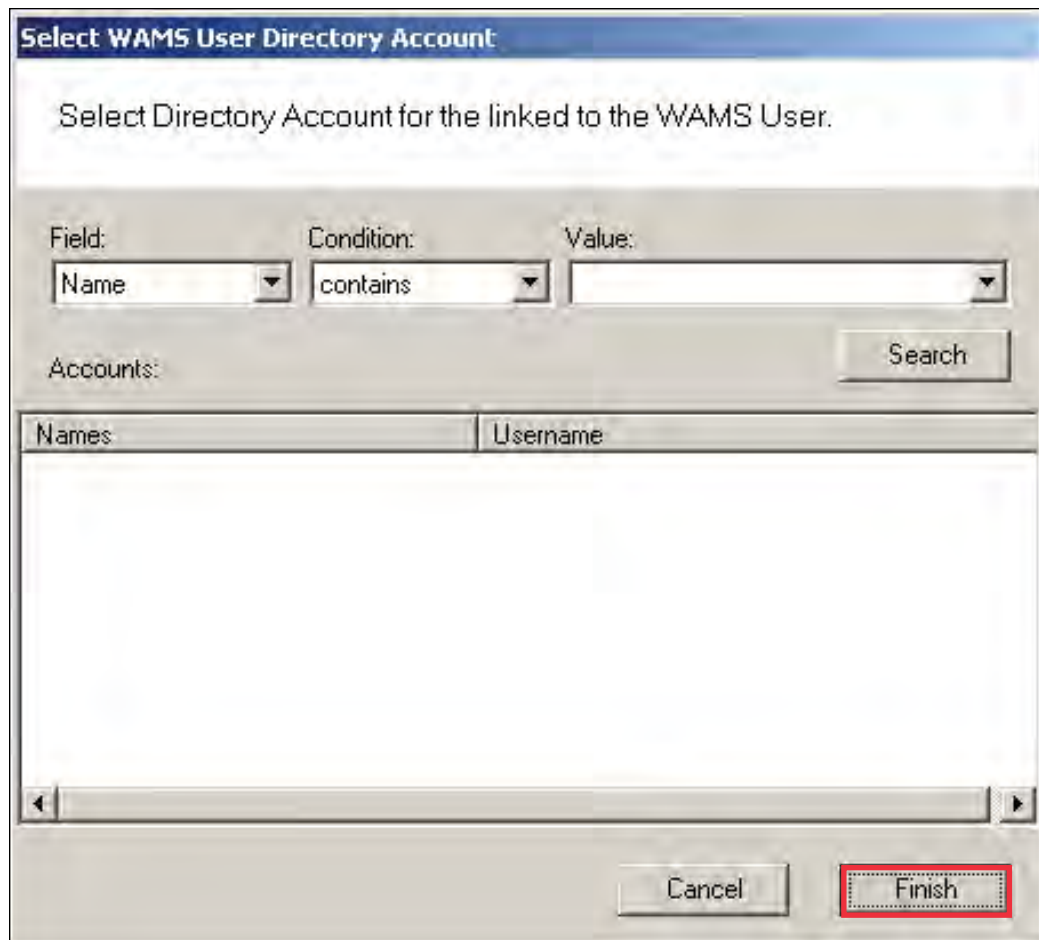 Select WAMS User Directory Account
Select Directory Account for the linked to the WAMS User.
Field: Condition: Value:
Name contains
Search
Accounts:
Names Username
Cancel Finish